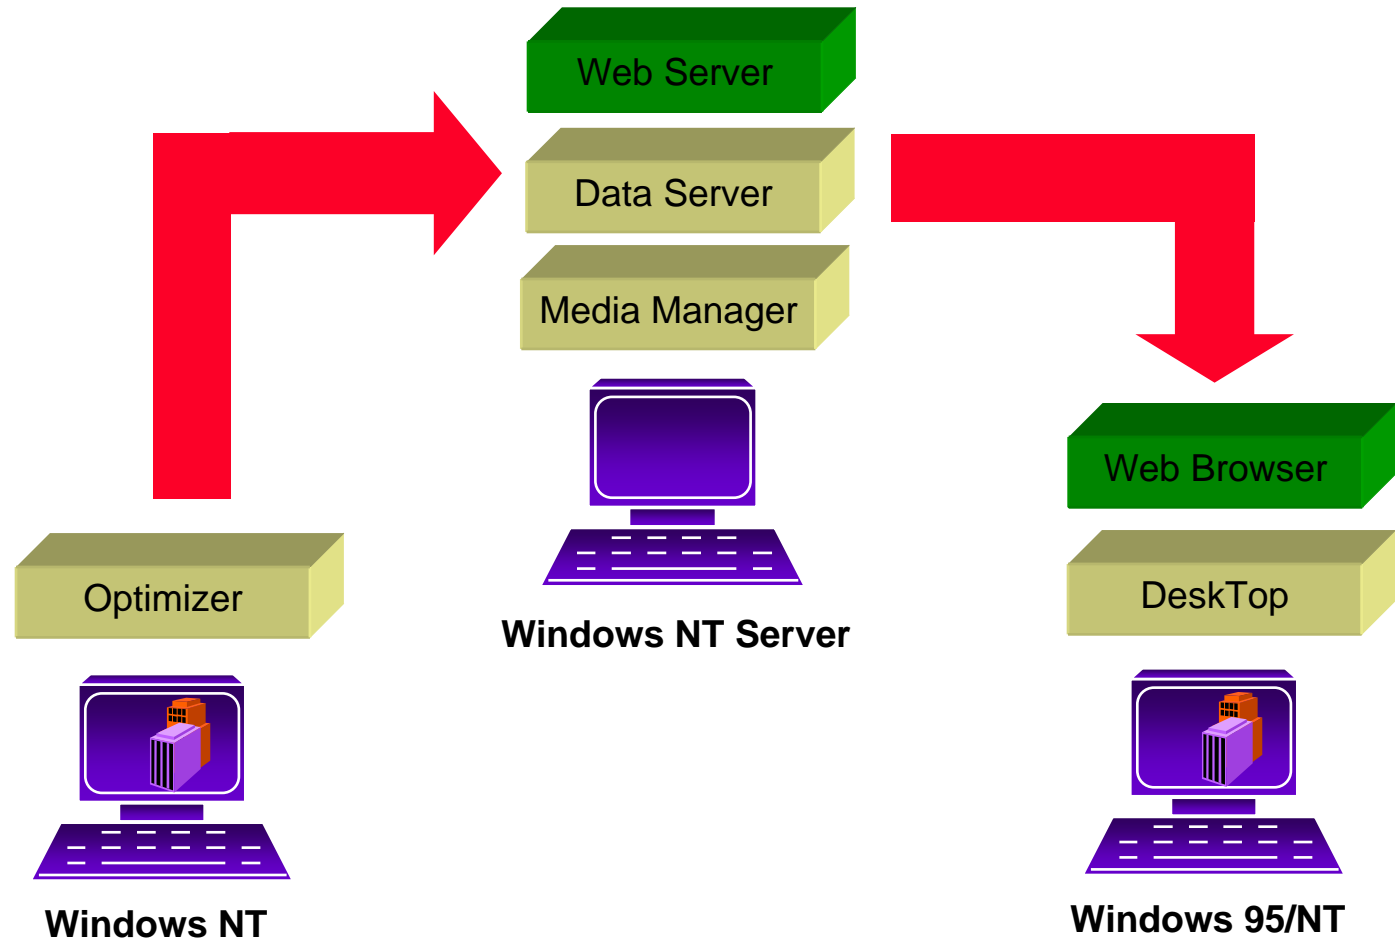 Web Server
Data Server
Media Manager
Windows NT Server
Optimizer
Windows NT
Web Browser
DeskTop
Windows 95/NT